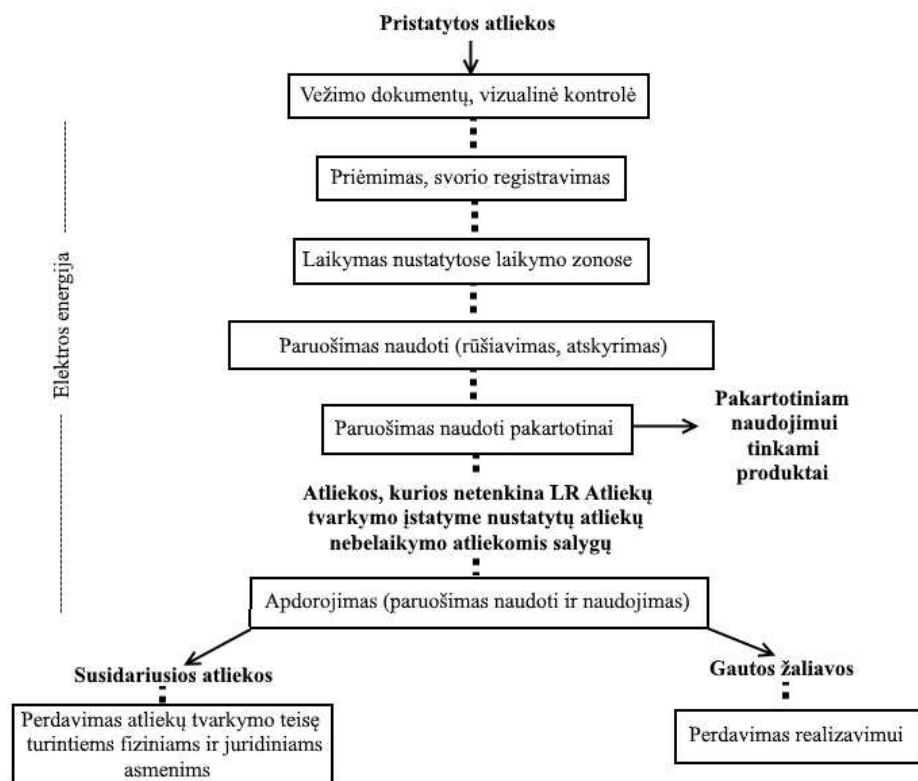 Pristatytos atliekos
Vežimo dokumentų, vizualinė kontrolė
Priėmimas, svorio registravimas
Laikymas nustatytose laikymo zonose
Elektros energija
Paruošimas naudoti (rūšiavimas, atskyrimas)
Paruošimas naudoti pakartotinai
Pakartotiniam
naudojimui
tinkami
produktai
Atliekos, kurios netenkina LR Atliekų
tvarkymo įstatyme nustatytų atliekų
nebelaikymo atliekomis salygų
Apdorojimas (paruošimas naudoti ir naudojimas)
Susidariusios atliekos
Perdavimas atliekų tvarkymo teisę
turintiems fiziniams ir juridiniams
asmenims
Gautos žaliavos
Perdavimas realizavimui